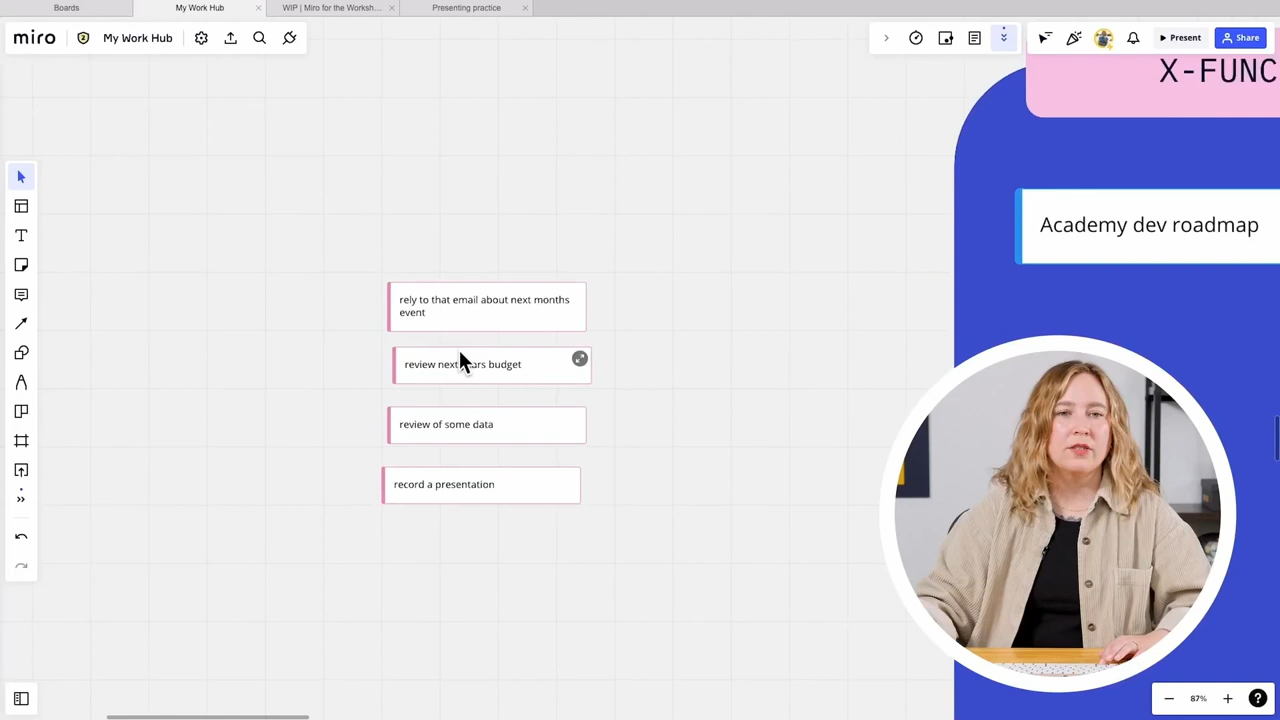 Boards
My Work Hub
WIP | Miro for the Worksh...
Presenting practice
miro
2
My Work Hub
Present
Share
X-FUNC
Academy dev roadmap
rely to that email about next months
event
review next budget
review of some data
record a presentation
87%